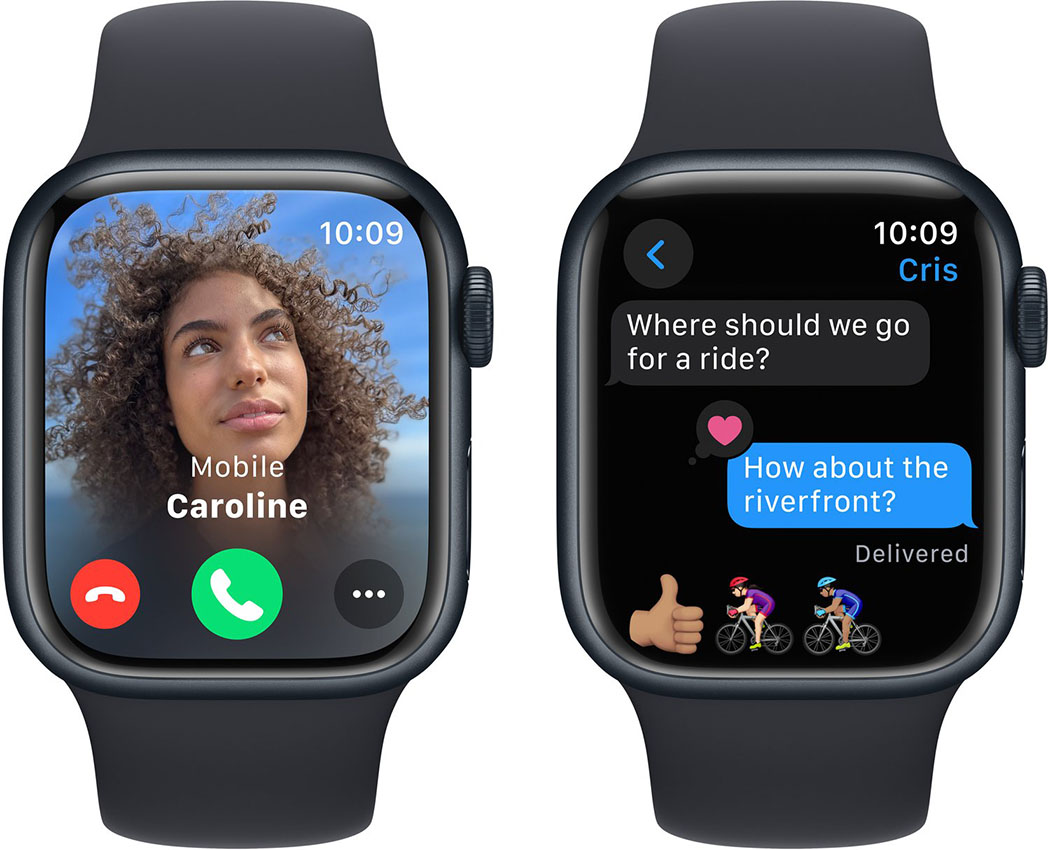 10:09
Mobile
Caroline
10:09
Cris
Where should we go
for a ride?
How about the
riverfront?
Delivered